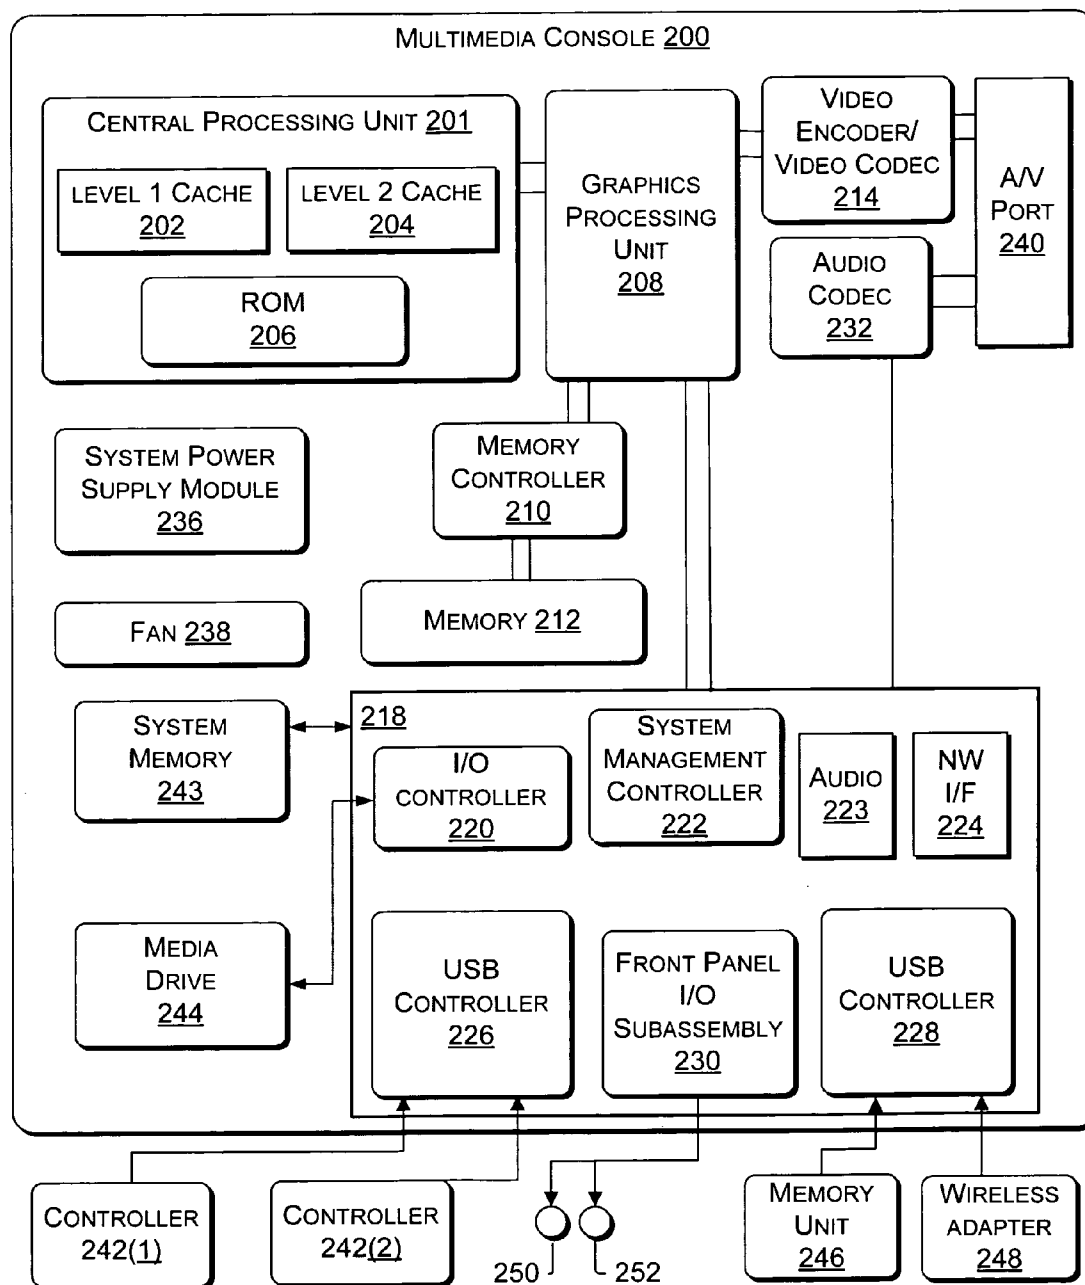 MULTIMEDIA CONSOLE 200
CENTRAL PROCESSING UNIT 201
LEVEL 1 CACHE
202
LEVEL 2 CACHE
204
ROM
206
GRAPHICS
PROCESSING
UNIT
208
VIDEO
ENCODER/
VIDEO CODEC
214
A/V
PORT
240
AUDIO
CODEC
232
SYSTEM POWER
SUPPLY MODULE
236
MEMORY
CONTROLLER
210
FAN 238
MEMORY 212
SYSTEM
MEMORY
243
218
I/O
CONTROLLER
220
SYSTEM
MANAGEMENT
CONTROLLER
222
AUDIO
223
NW
I/F
224
MEDIA
DRIVE
244
USB
CONTROLLER
226
FRONT PANEL
I/O
SUBASSEMBLY
230
USB
CONTROLLER
228
CONTROLLER
242(1)
CONTROLLER
242(2)
250
252
MEMORY
UNIT
246
WIRELESS
ADAPTER
248